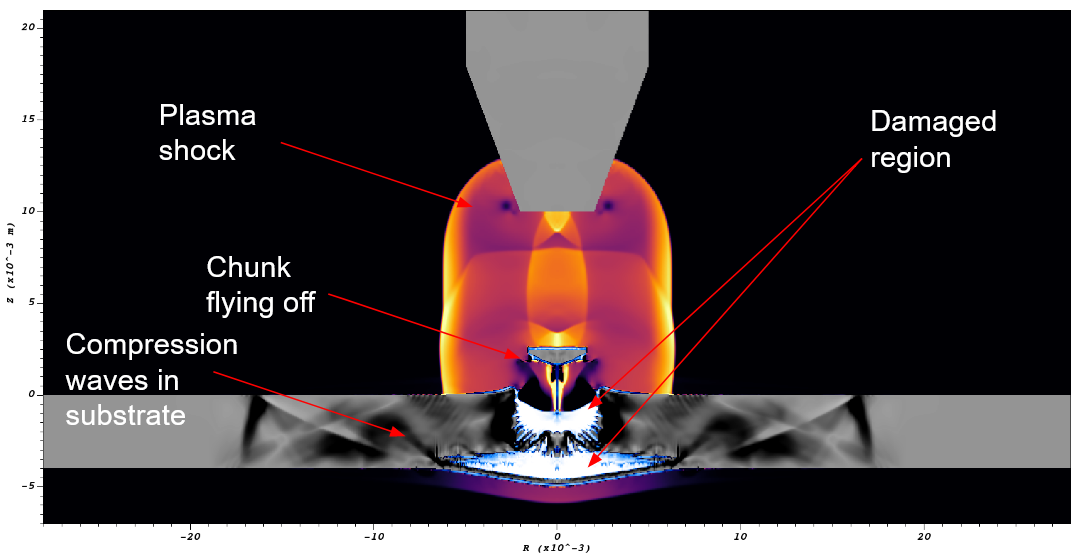 20
15
10
5
0
-5
z (x10^-3 m)
Plasma
shock
Damaged
region
Chunk
flying off
Compression
waves in
substrate
-20
-10
0
10
20
R (x10^-3)